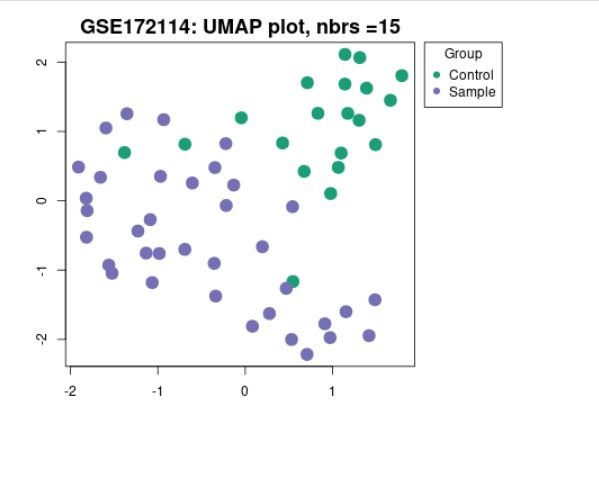 GSE172114: UMAP plot, nbrs =15
Group
Control
Sample
2
1
0
-1
-2
-2 -1 0 1